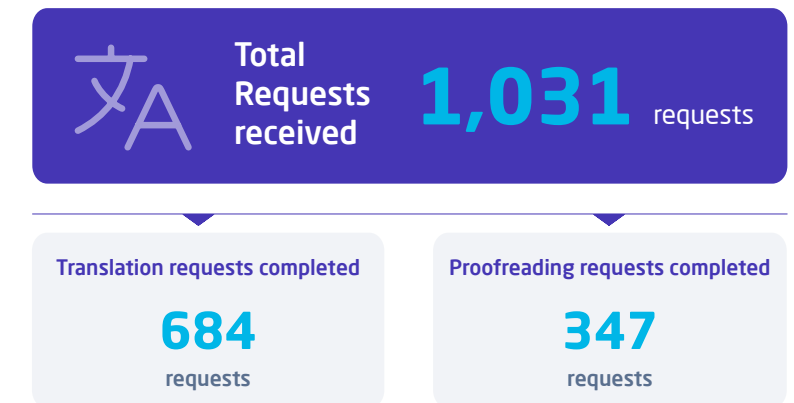 文A
Total
Requests
received
1,031 requests
Translation requests completed
684
requests
Proofreading requests completed
347
requests